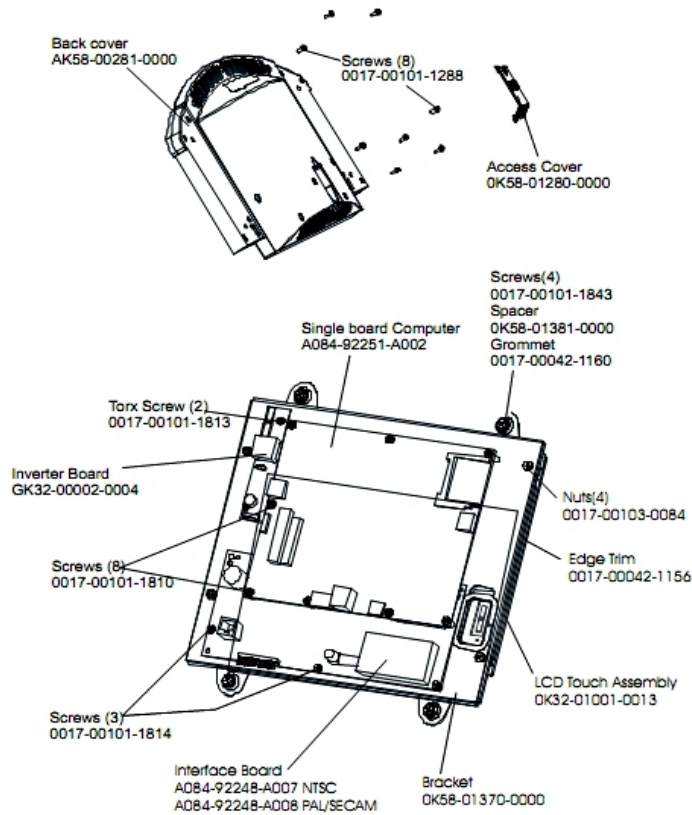 Back cover
AK58-00281-0000
Screws (8)
0017-00101-1288
Access Cover
0K58-01280-0000
Screws(4)
0017-00101-1843
Spacer
0K58-01381-0000
Grommet
0017-00042-1160
Single board Computer
A084-92251-A002
Torx Screw (2)
0017-00101-1813
Inverter Board
GK32-00002-0004
Nuts(4)
0017-00103-0084
Edge Trim
0017-00042-1156
Screws (8)
0017-00101-1810
LCD Touch Assembly
0K32-01001-0013
Screws (3)
0017-00101-1814
Interface Board
A084-92248-A007 NTSC
A084-92248-A008 PAL/SECAM
Bracket
0K58-01370-0000